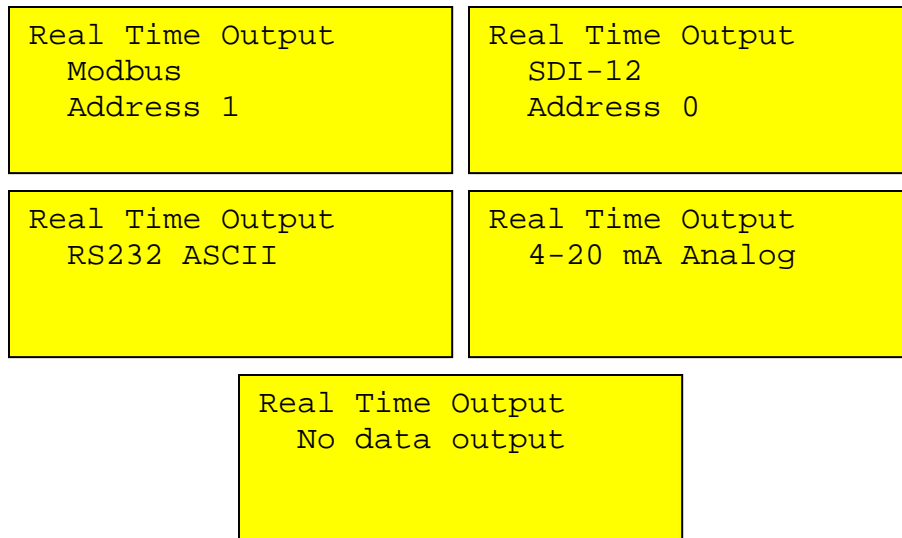 Real Time Output
Modbus
Address 1
Real Time Output
SDI-12
Address 0
Real Time Output
RS232 ASCII
Real Time Output
4-20 mA Analog
Real Time Output
No data output